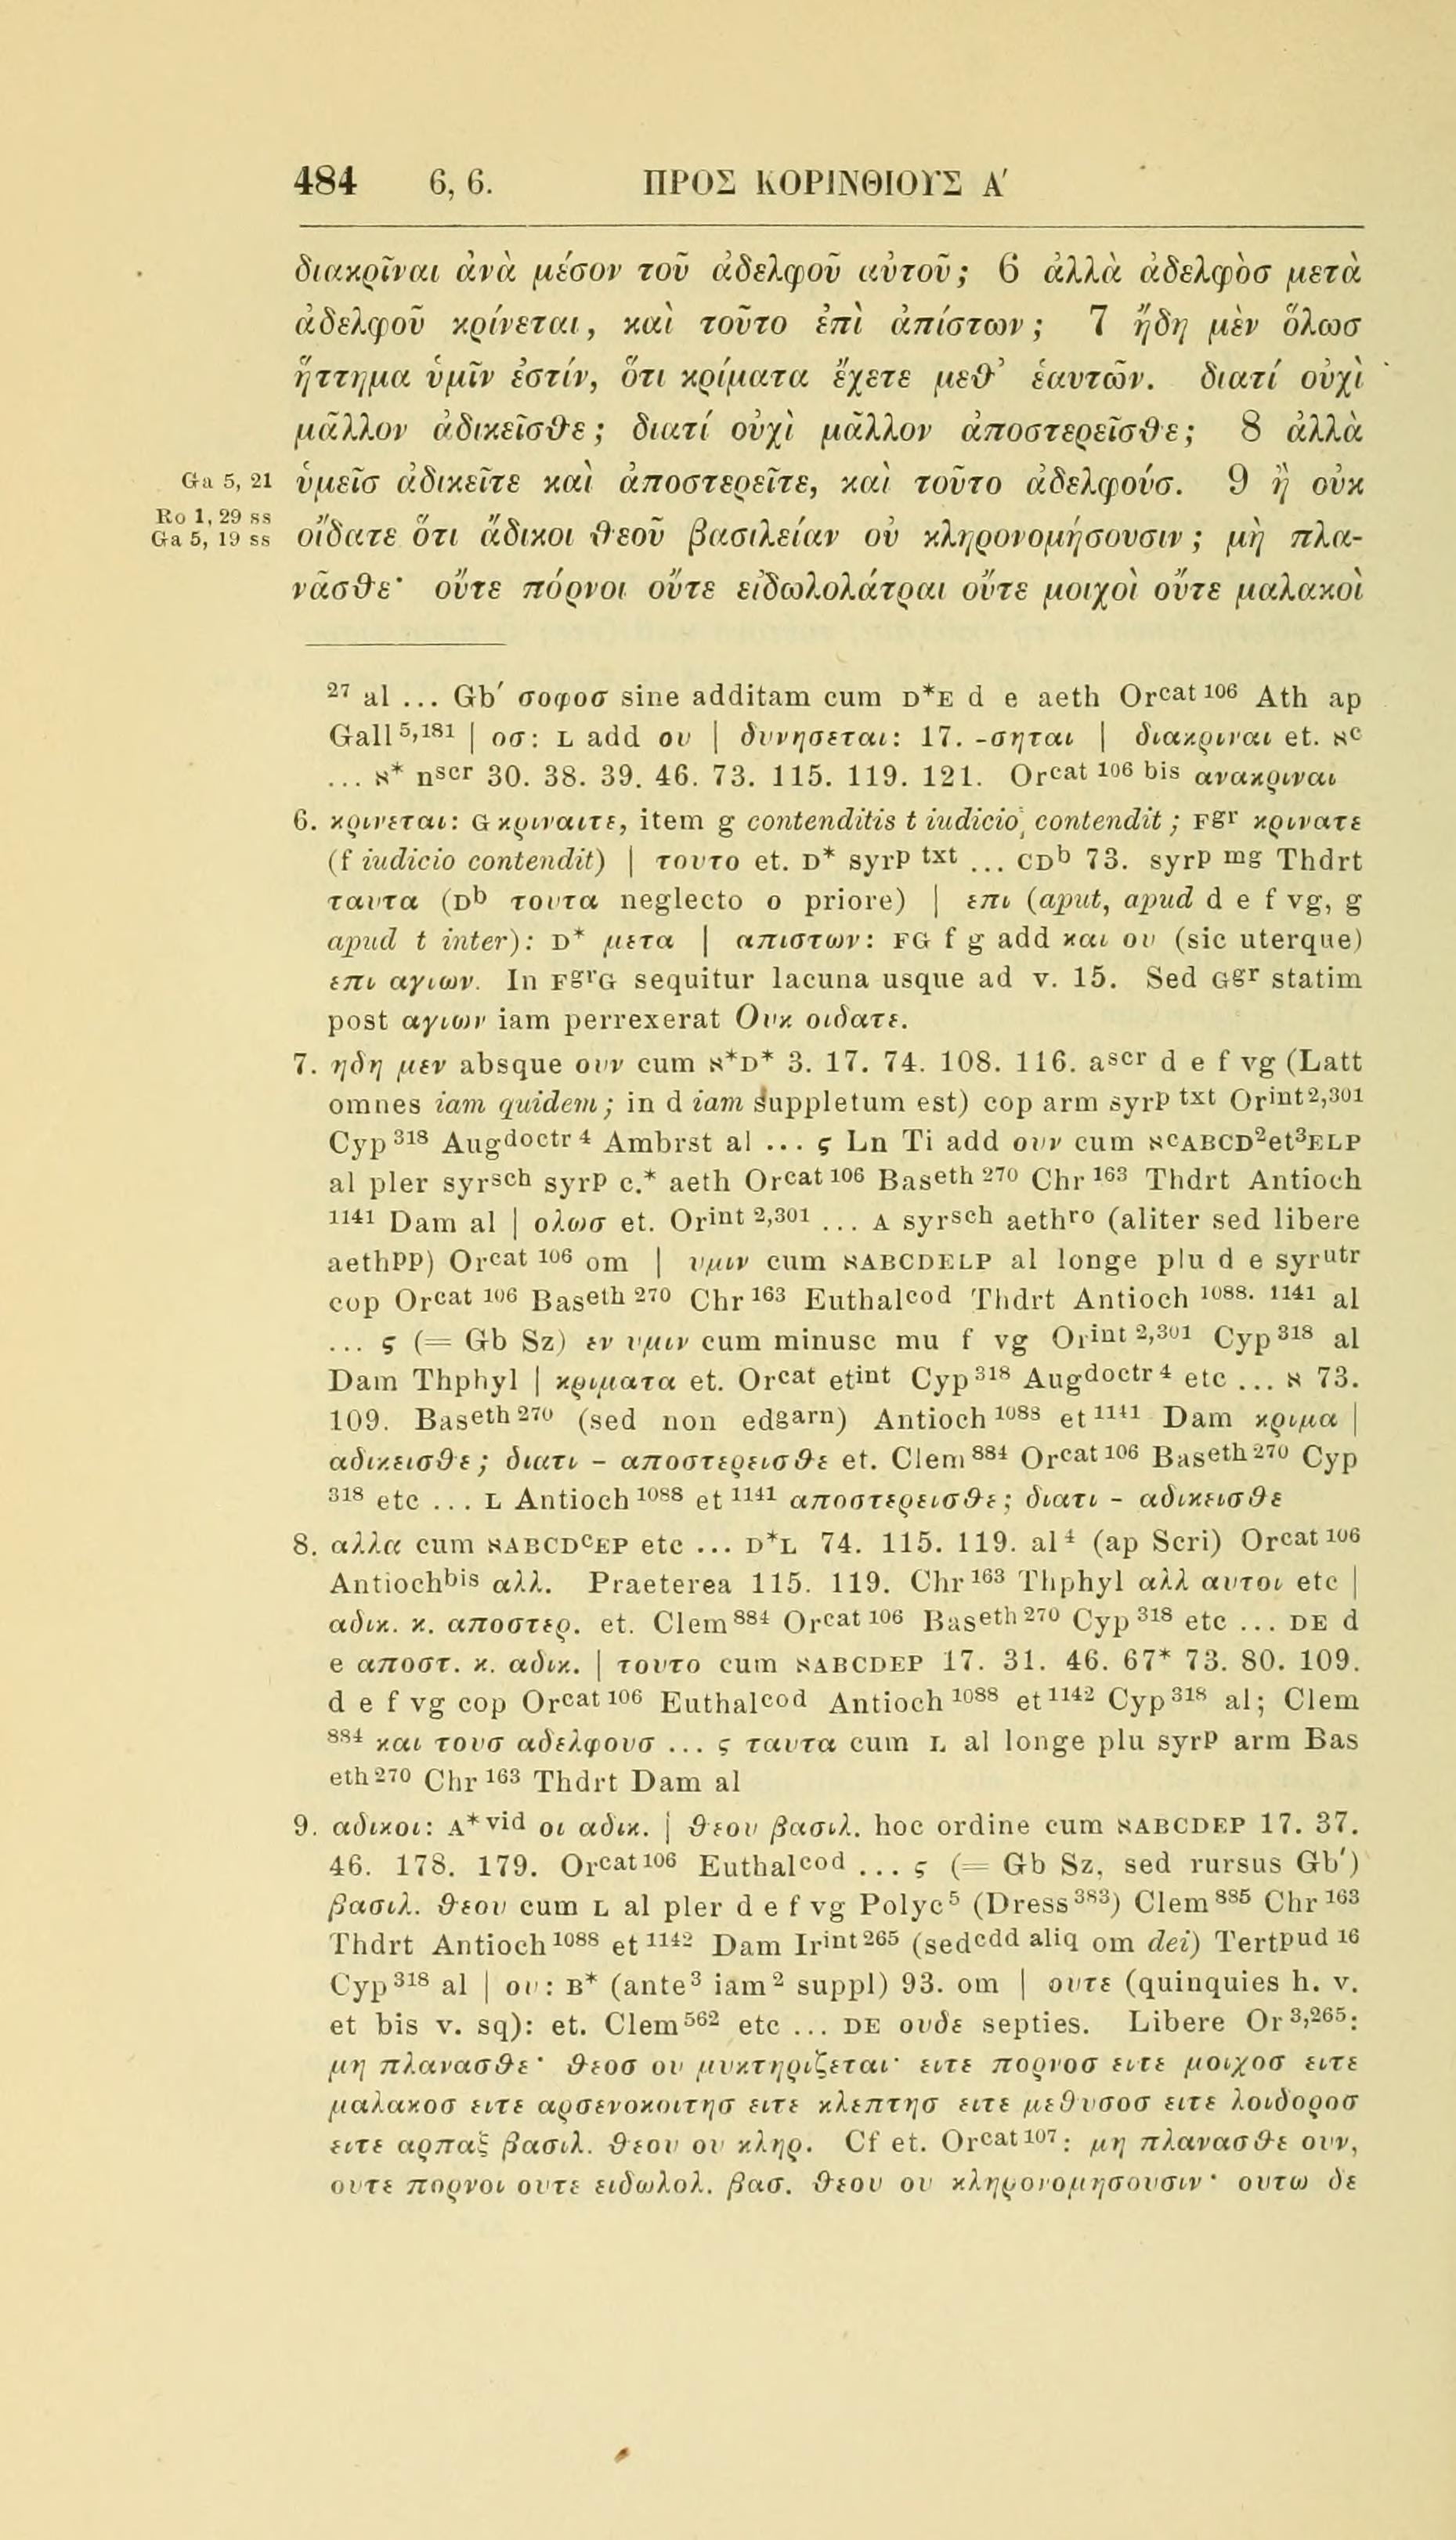 484 6, 6. ΠΡΟΣ ΚΟΡΙΝΘΙΟΥΣ Α′
διακρῖναι ἀνὰ μέσον τοῦ ἀδελφοῦ αὐτοῦ; 6 ἀλλὰ ἀδελφὸσ μετὰ
ἀδελφοῦ κρίνεται, καὶ τοῦτο ἐπὶ ἀπίστων; 7 ἤδη μὲν ὅλωσ
ἥττημα ὑμῖν ἐστίν, ὅτι κρίματα ἔχετε μεθ’ ἑαυτῶν. διατί οὐχὶ
μᾶλλον ἀδικεῖσθε; διατί οὐχὶ μᾶλλον ἀποστερεῖσθε; 8 ἀλλὰ
Ga 5, 21 ὑμεῖσ ἀδικεῖτε καὶ ἀποστερεῖτε, καὶ τοῦτο ἀδελφούσ. 9 ἢ οὐκ
Ro 1, 29 ss
Ga 5, 19 ss οἴδατε ὅτι ἄδικοι θεοῦ βασιλείαν οὐ κληρονομήσουσιν; μὴ πλα-
νᾶσθε· οὔτε πόρνοι οὔτε εἰδωλολάτραι οὔτε μοιχοὶ οὔτε μαλακοὶ
27 al ... Gb′ σοφοσ sine additam cum D*E d e aeth Orcat 106 Ath ap
Gall 5,181 | οσ: L add ου | δυνησεται: 17. -σηται | διακριναι et. ℵc
... ℵ* nscr 30. 38. 39. 46. 73. 115. 119. 121. Orcat 106 bis ανακριναι
6. κρινεται: G κριναιτε, item g contenditis t iudicio contendit; Fgr κρινατε
(f iudicio contendit) | τουτο et. D* syrp txt ... CDb 73. syrp mg Thdrt
ταυτα (Db τουτα neglecto o priore) | επι (aput, apud d e f vg, g
apud t inter): D* μετα | απιστων: FG f g add και ου (sic uterque)
επι αγιων. In FgrG sequitur lacuna usque ad v. 15. Sed Ggr statim
post αγιων iam perrexerat Ουκ οιδατε.
7. ηδη μεν absque ουν cum ℵ*D* 3. 17. 74. 108. 116. ascr d e f vg (Latt
omnes iam quidem; in d iam suppletum est) cop arm syrp txt Orint 2,301
Cyp 318 Augdoctr 4 Ambrst al ... ς Ln Ti add ουν cum ℵcABCD2et3ELP
al pler syrsch syrp c.* aeth Orcat 106 Baseth 270 Chr 163 Thdrt Antioch
1141 Dam al | ολωσ et. Orint 2,301 ... A syrsch aethro (aliter sed libere
aethpp) Orcat 106 om | υμιν cum ℵABCDELP al longe plu d e syrutr
cop Orcat 106 Baseth 270 Chr 163 Euthalcod Thdrt Antioch 1088. 1141 al
... ς (= Gb Sz) εν υμιν cum minusc mu f vg Orint 2,301 Cyp 318 al
Dam Thphyl | κριματα et. Orcat etint Cyp 318 Augdoctr 4 etc ... ℵ 73.
109. Baseth 270 (sed non edgarn) Antioch 1088 et 1141 Dam κριμα |
αδικεισθε; διατι - αποστερεισθε et. Clem 884 Orcat 106 Baseth 270 Cyp
318 etc ... L Antioch 1088 et 1141 αποστερεισθε; διατι - αδικεισθε
8. αλλα cum ℵABCDcEP etc ... D*L 74. 115. 119. al 4 (ap Scri) Orcat 106
Antiochbis αλλ. Praeterea 115. 119. Chr 163 Thphyl αλλ αυτοι etc |
αδικ. κ. αποστερ. et. Clem 884 Orcat 106 Baseth 270 Cyp 318 etc ... DE d
e αποστ. κ. αδικ. | τουτο cum ℵABCDEP 17. 31. 46. 67* 73. 80. 109.
d e f vg cop Orcat 106 Euthalcod Antioch 1088 et 1142 Cyp 318 al; Clem
884 και τουσ αδελφουσ ... ς ταυτα cum L al longe plu syrp arm Bas
eth 270 Chr 163 Thdrt Dam al
9. αδικοι: A*vid οι αδικ. | θεου βασιλ. hoc ordine cum ℵABCDEP 17. 37.
46. 178. 179. Orcat 106 Euthalcod ... ς (= Gb Sz, sed rursus Gb′)
βασιλ. θεου cum L al pler d e f vg Polyc 5 (Dress 383) Clem 885 Chr 163
Thdrt Antioch 1088 et 1142 Dam Irint 265 (sedcdd aliq om dei) Tertpud 16
Cyp 318 al | ου: B* (ante 3 iam 2 suppl) 93. om | ουτε (quinquies h. v.
et bis v. sq): et. Clem 562 etc ... DE ουδε septies. Libere Or 3,265:
μη πλανασθε· θεοσ ου μυκτηριζεται· ειτε πορνοσ ειτε μοιχοσ ειτε
μαλακοσ ειτε αρσενοκοιτησ ειτε κλεπτησ ειτε μεθυσοσ ειτε λοιδοροσ
ειτε αρπαξ βασιλ. θεου ου κληρ. Cf et. Orcat 107: μη πλανασθε ουν,
ουτε πορνοι ουτε ειδωλολ. βασ. θεου ου κληρονομησουσιν· ουτω δε